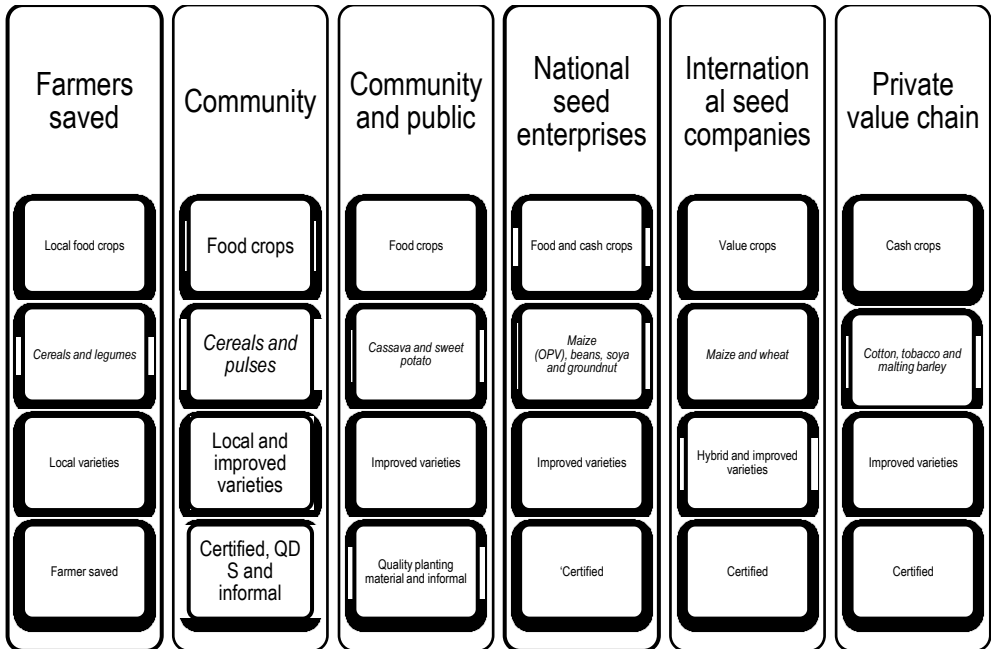 Farmers
saved
Local food crops
Cereals and legumes
Local varieties
Farmer saved
Community
Food crops
Cereals and
pulses
Local and
improved
varieties
Certified, QD
S and
informal
Community
and public
Food crops
Cassava and sweet
potato
Improved varieties
Quality planting
material and informal
National
seed
enterprises
Food and cash crops
Maize
(OPV), beans, soya
and groundnut
Improved varieties
‘Certified
Internation
al seed
companies
Value crops
Maize and wheat
Hybrid and improved
varieties
Certified
Private
value chain
Cash crops
Cotton, tobacco and
malting barley
Improved varieties
Certified